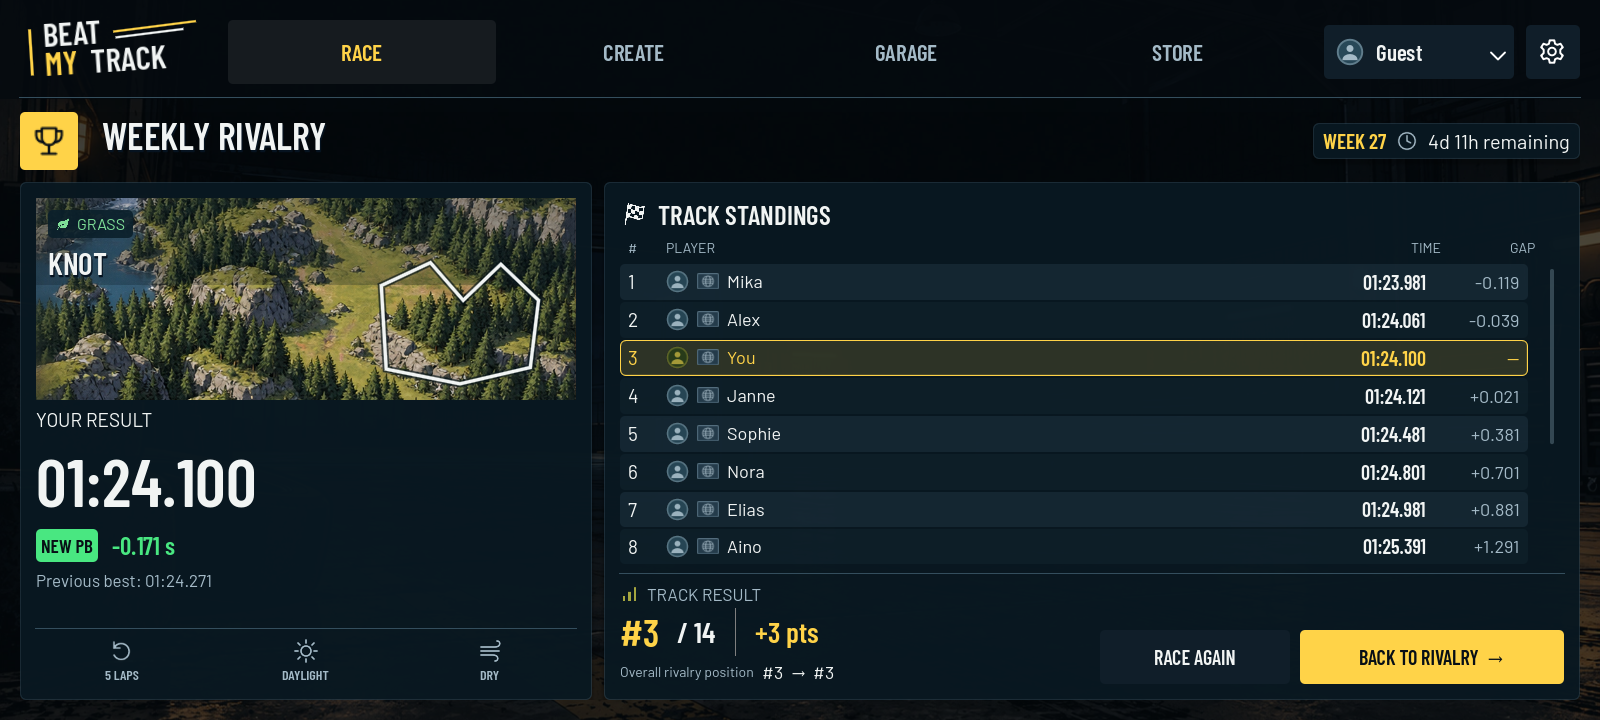 BEAT
MY TRACK
RACE
CREATE
GARAGE
STORE
Guest
WEEKLY RIVALRY
WEEK 27 4d 11h remaining
GRASS
KNOT
YOUR RESULT
01:24.100
NEW PB -0.171 s
Previous best: 01:24.271
5 LAPS
DAYLIGHT
DRY
TRACK STANDINGS
# PLAYER TIME GAP
1 Mika 01:23.981 -0.119
2 Alex 01:24.061 -0.039
3 You 01:24.100 —
4 Janne 01:24.121 +0.021
5 Sophie 01:24.481 +0.381
6 Nora 01:24.801 +0.701
7 Elias 01:24.981 +0.881
8 Aino 01:25.391 +1.291
TRACK RESULT
#3 / 14 +3 pts
Overall rivalry position #3 → #3
RACE AGAIN
BACK TO RIVALRY →